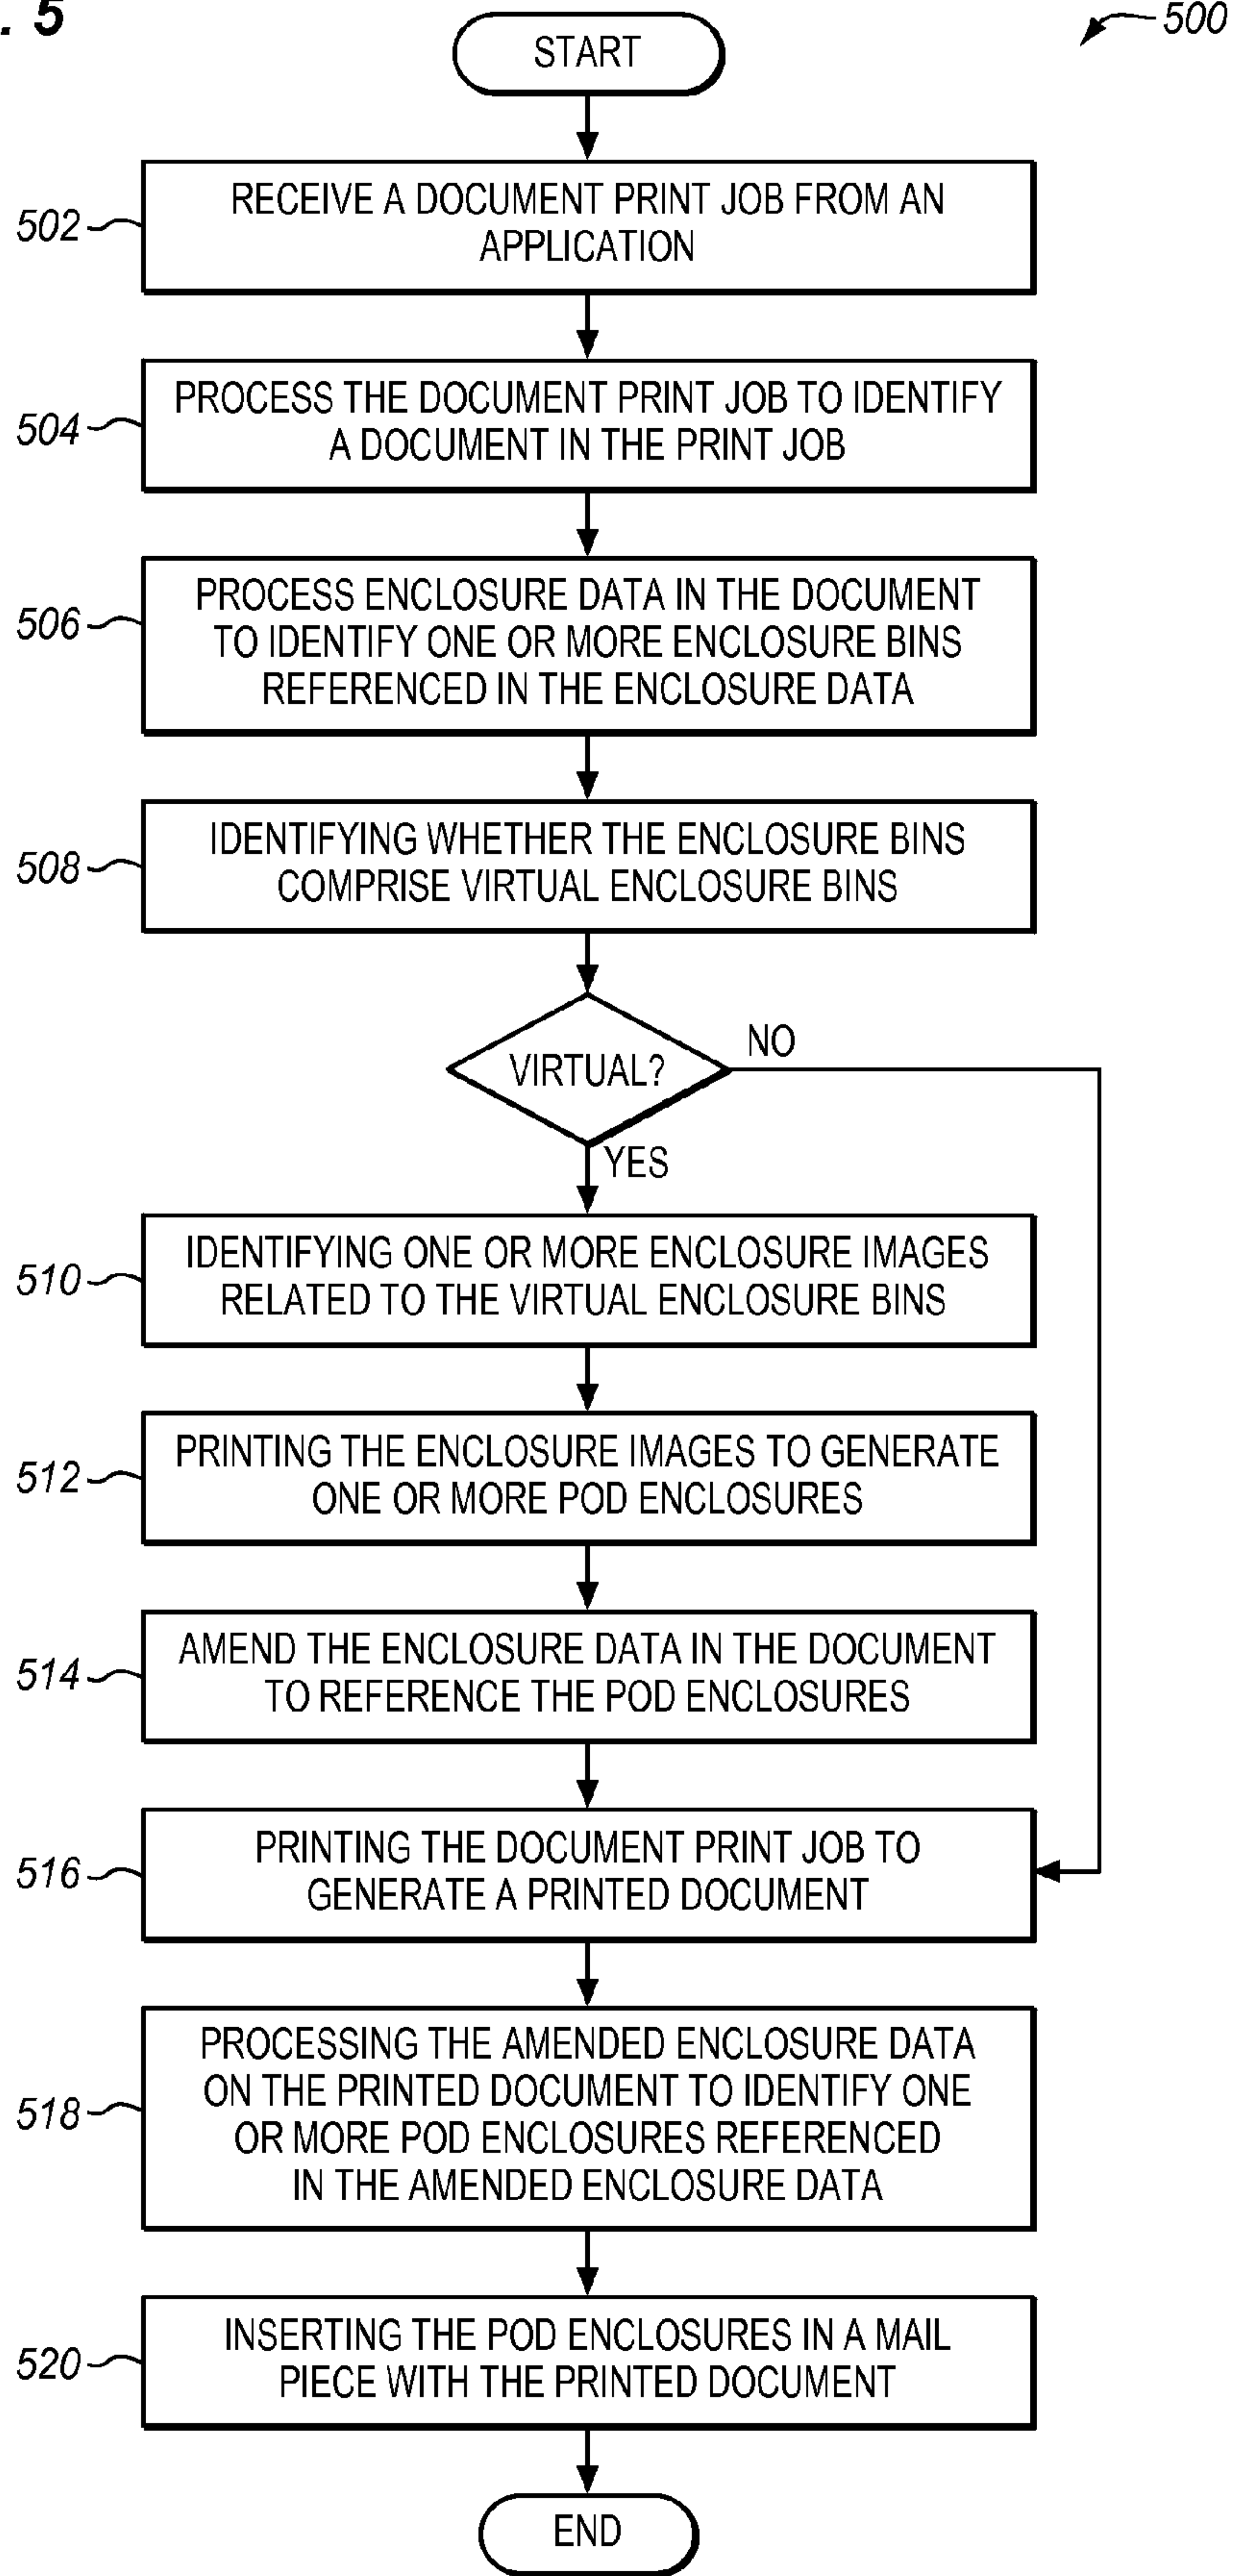 . 5
500
START
502
RECEIVE A DOCUMENT PRINT JOB FROM AN
APPLICATION
504
PROCESS THE DOCUMENT PRINT JOB TO IDENTIFY
A DOCUMENT IN THE PRINT JOB
506
PROCESS ENCLOSURE DATA IN THE DOCUMENT
TO IDENTIFY ONE OR MORE ENCLOSURE BINS
REFERENCED IN THE ENCLOSURE DATA
508
IDENTIFYING WHETHER THE ENCLOSURE BINS
COMPRISE VIRTUAL ENCLOSURE BINS
VIRTUAL?
NO
YES
510
IDENTIFYING ONE OR MORE ENCLOSURE IMAGES
RELATED TO THE VIRTUAL ENCLOSURE BINS
512
PRINTING THE ENCLOSURE IMAGES TO GENERATE
ONE OR MORE POD ENCLOSURES
514
AMEND THE ENCLOSURE DATA IN THE DOCUMENT
TO REFERENCE THE POD ENCLOSURES
516
PRINTING THE DOCUMENT PRINT JOB TO
GENERATE A PRINTED DOCUMENT
518
PROCESSING THE AMENDED ENCLOSURE DATA
ON THE PRINTED DOCUMENT TO IDENTIFY ONE
OR MORE POD ENCLOSURES REFERENCED
IN THE AMENDED ENCLOSURE DATA
520
INSERTING THE POD ENCLOSURES IN A MAIL
PIECE WITH THE PRINTED DOCUMENT
END